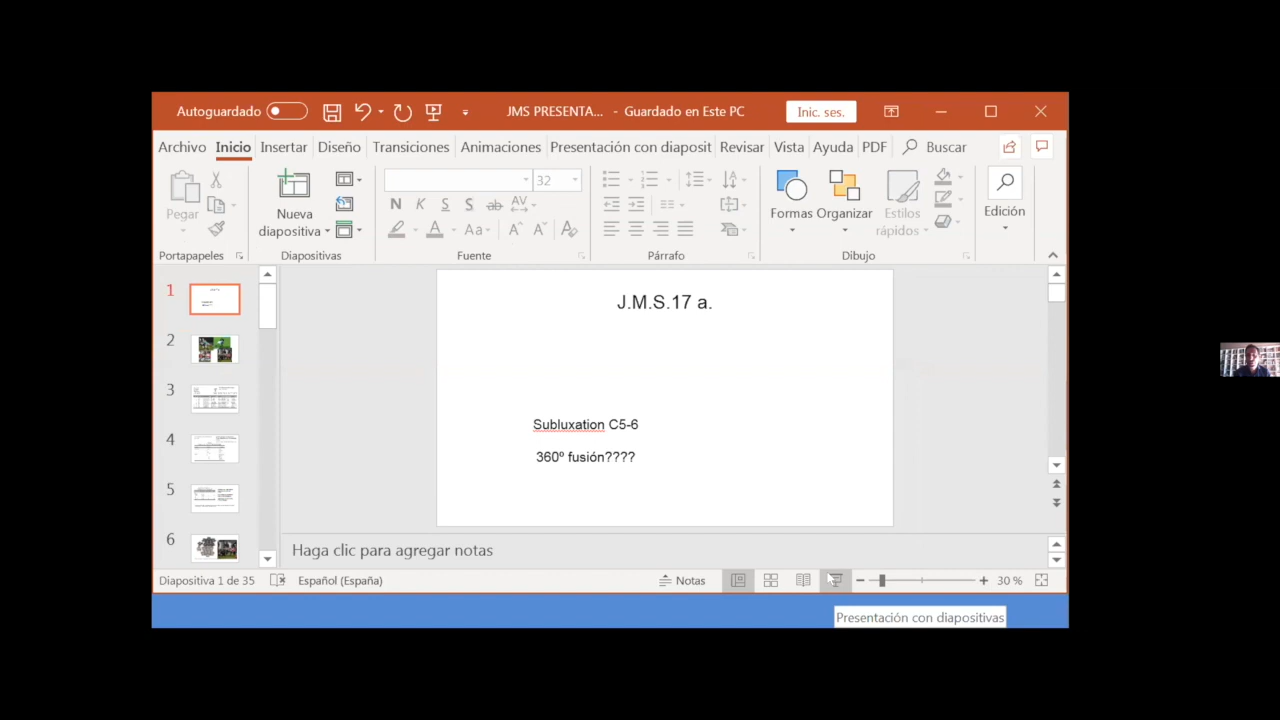 Autoguardado
JMS PRESENTA... - Guardado en Este PC
Inic. ses.
Archivo Inicio Insertar Diseño Transiciones Animaciones Presentación con diaposit Revisar Vista Ayuda PDF Buscar
32
N K S S ab AV
Aa A A
Pegar
Nueva
diapositiva
Formas Organizar Estilos
rápidos
Edición
Portapapeles Diapositivas Fuente Párrafo Dibujo
1
2
3
4
5
6
J.M.S.17 a.
Subluxation C5-6
360º fusión????
Haga clic para agregar notas
Diapositiva 1 de 35 Español (España) Notas 30 %
Presentación con diapositivas